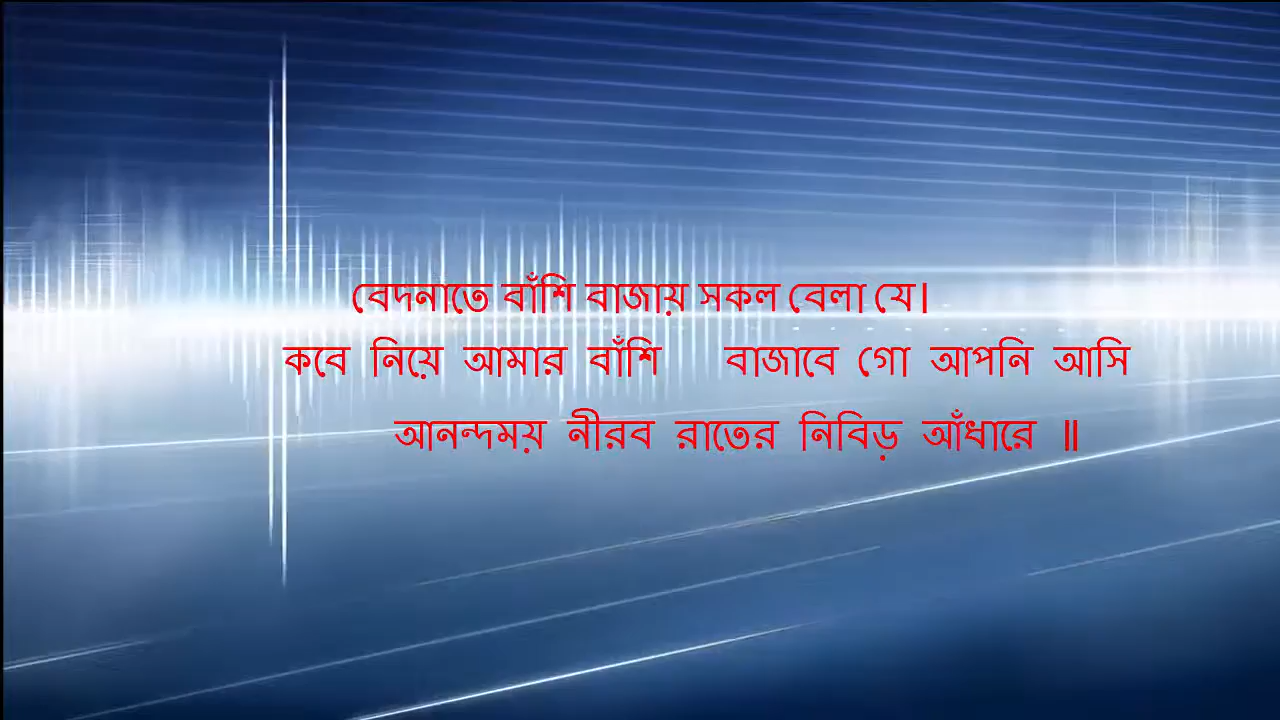 বেদনাতে বাঁশি বাজায় সকল বেলা যে।
কবে নিয়ে আমার বাঁশি বাজাবে গো আপনি আসি
আনন্দময় নীরব রাতের নিবিড় আঁধারে ॥